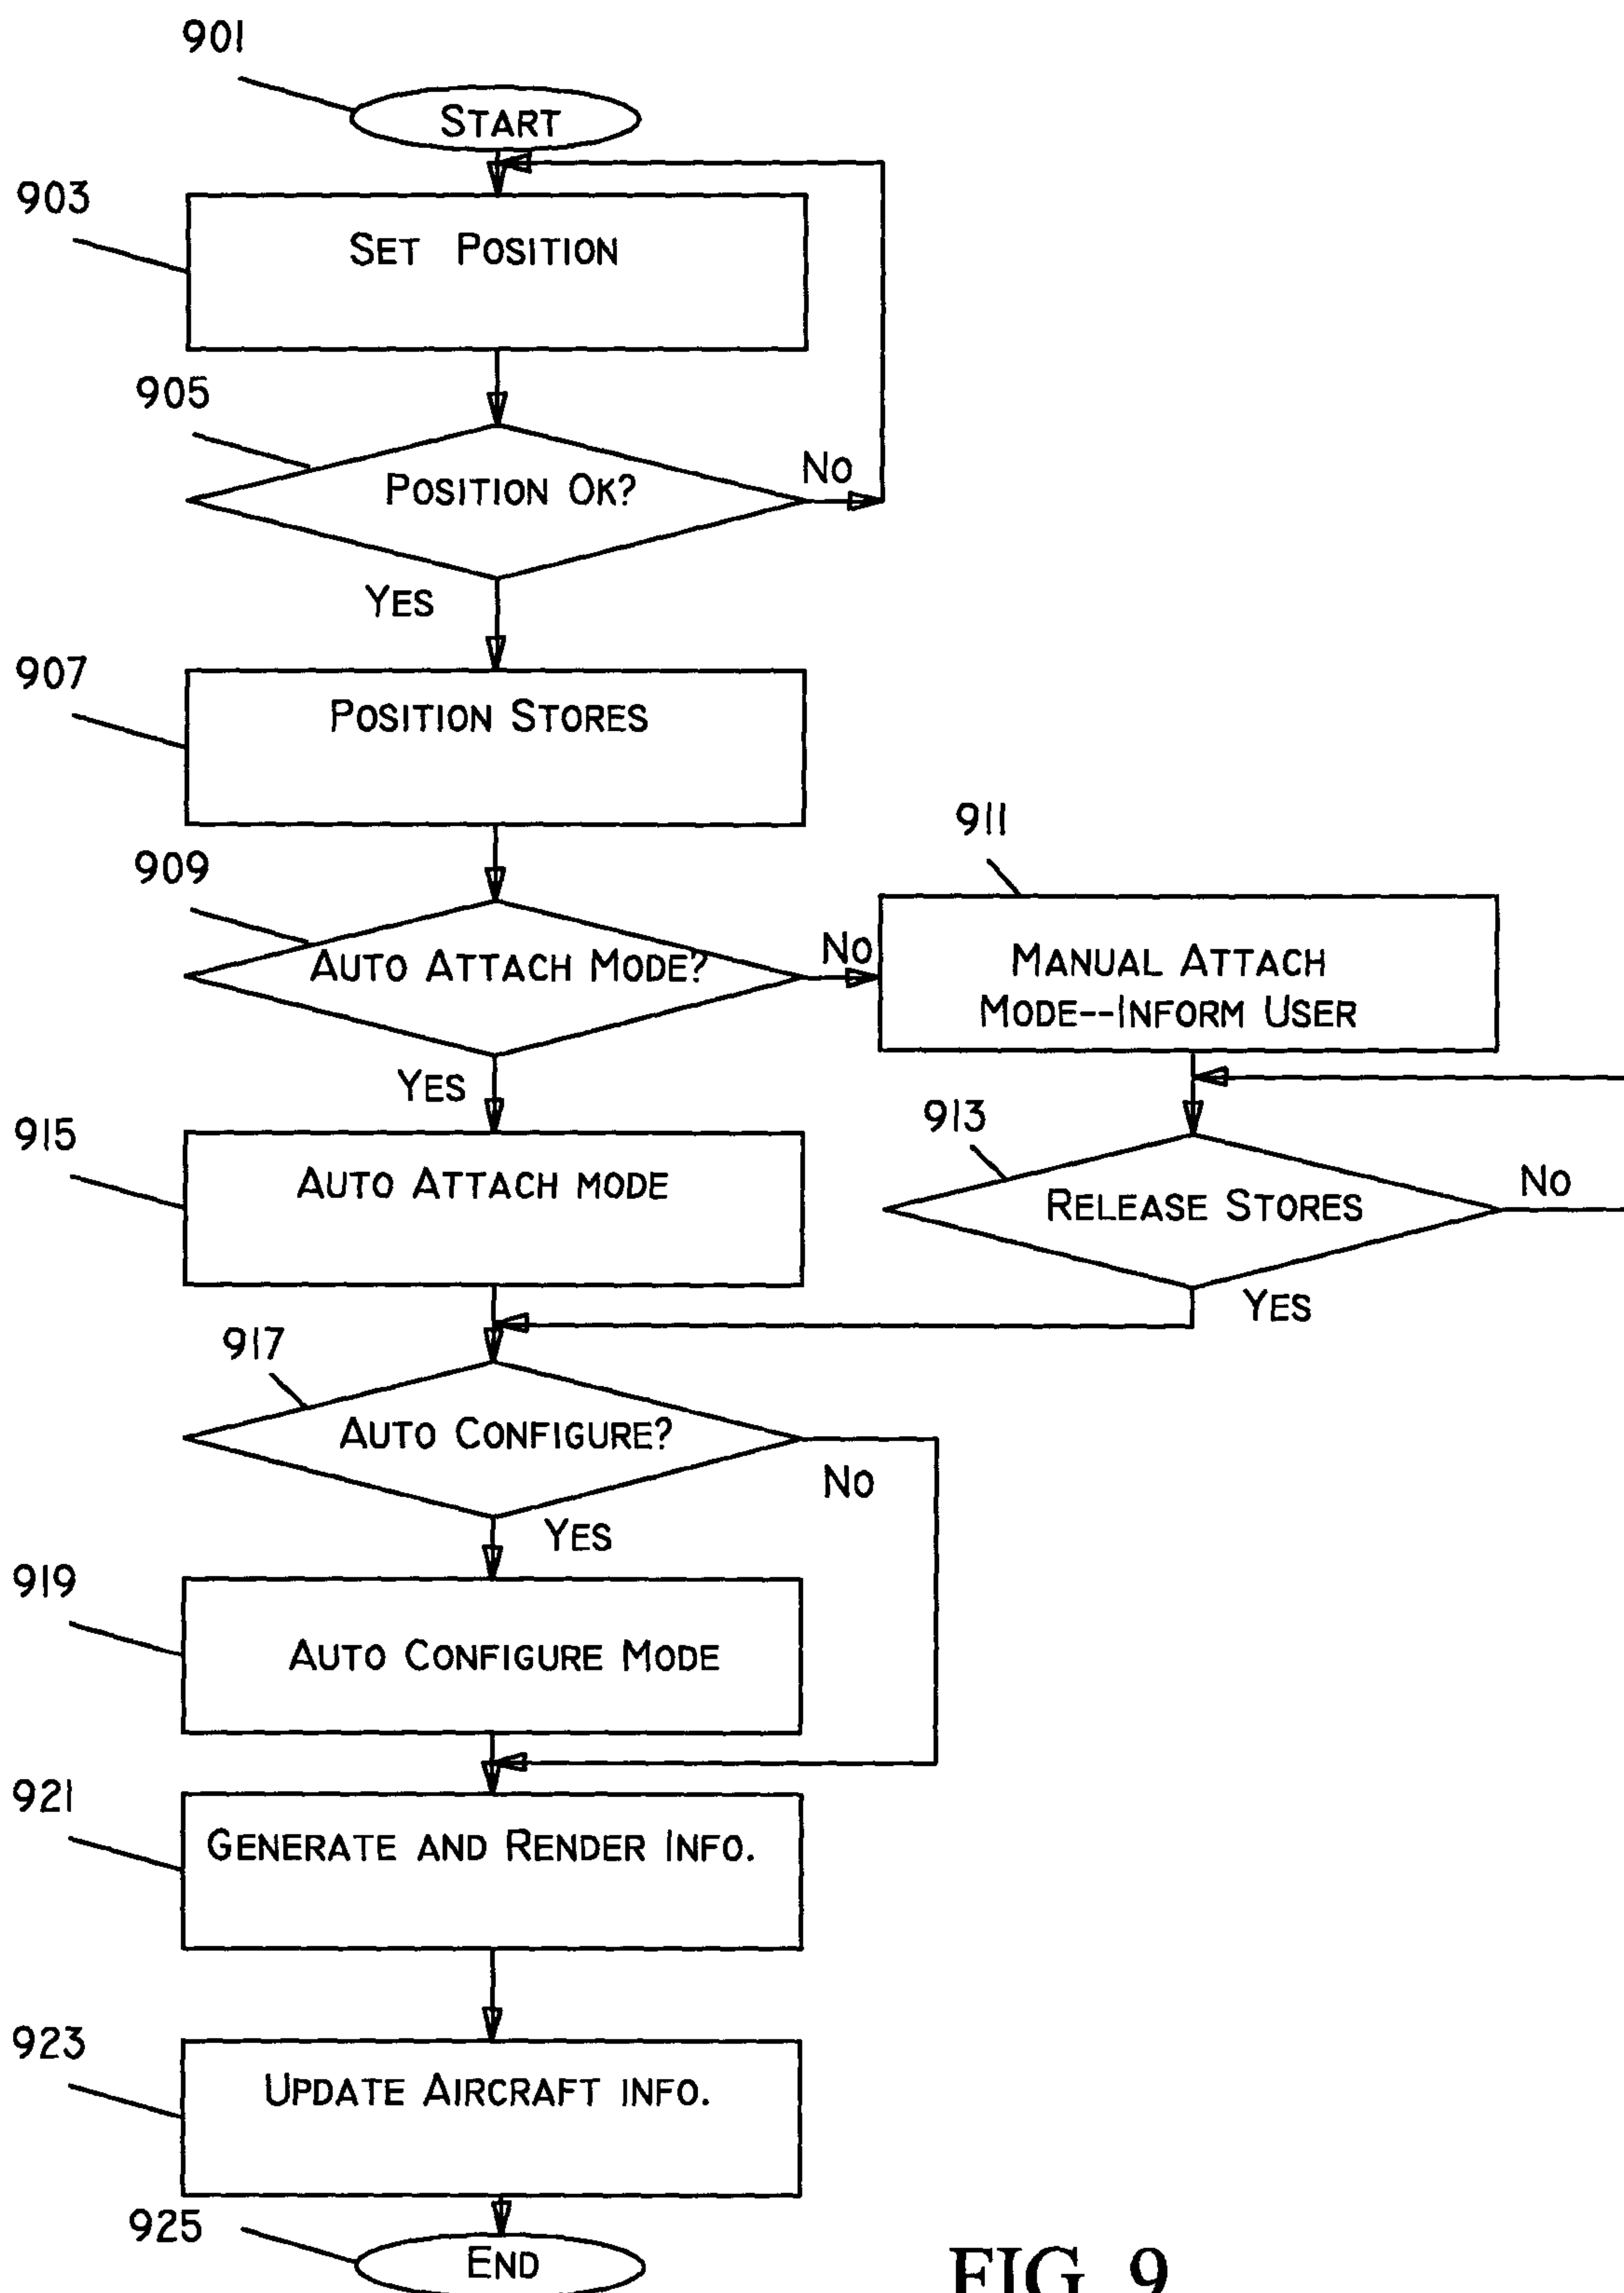 901
START
903
SET POSITION
905
POSITION OK?
NO
YES
907
POSITION STORES
909
AUTO ATTACH MODE?
NO
911
MANUAL ATTACH
MODE--INFORM USER
YES
913
RELEASE STORES
NO
YES
915
AUTO ATTACH MODE
917
AUTO CONFIGURE?
NO
YES
919
AUTO CONFIGURE MODE
921
GENERATE AND RENDER INFO.
923
UPDATE AIRCRAFT INFO.
925
END
FIG. 9